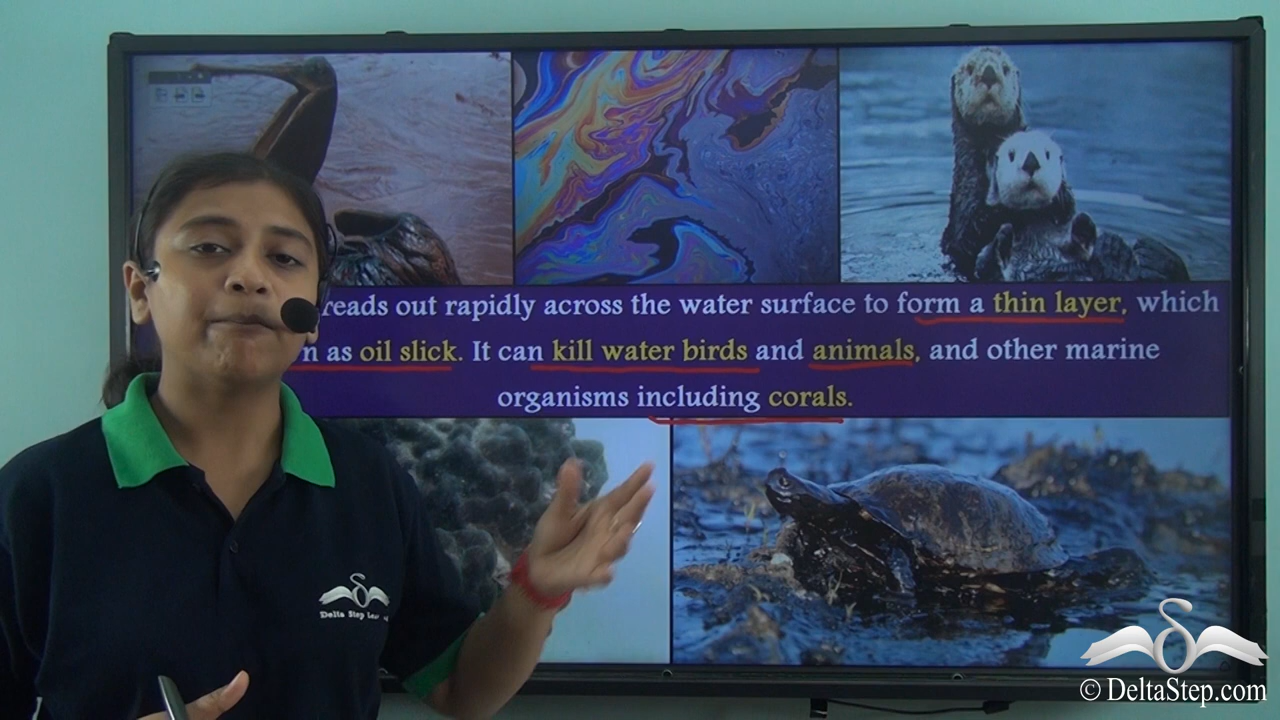 reads out rapidly across the water surface to form a thin layer, which
n as oil slick. It can kill water birds and animals, and other marine
organisms including corals.
Delta Step
© DeltaStep.com